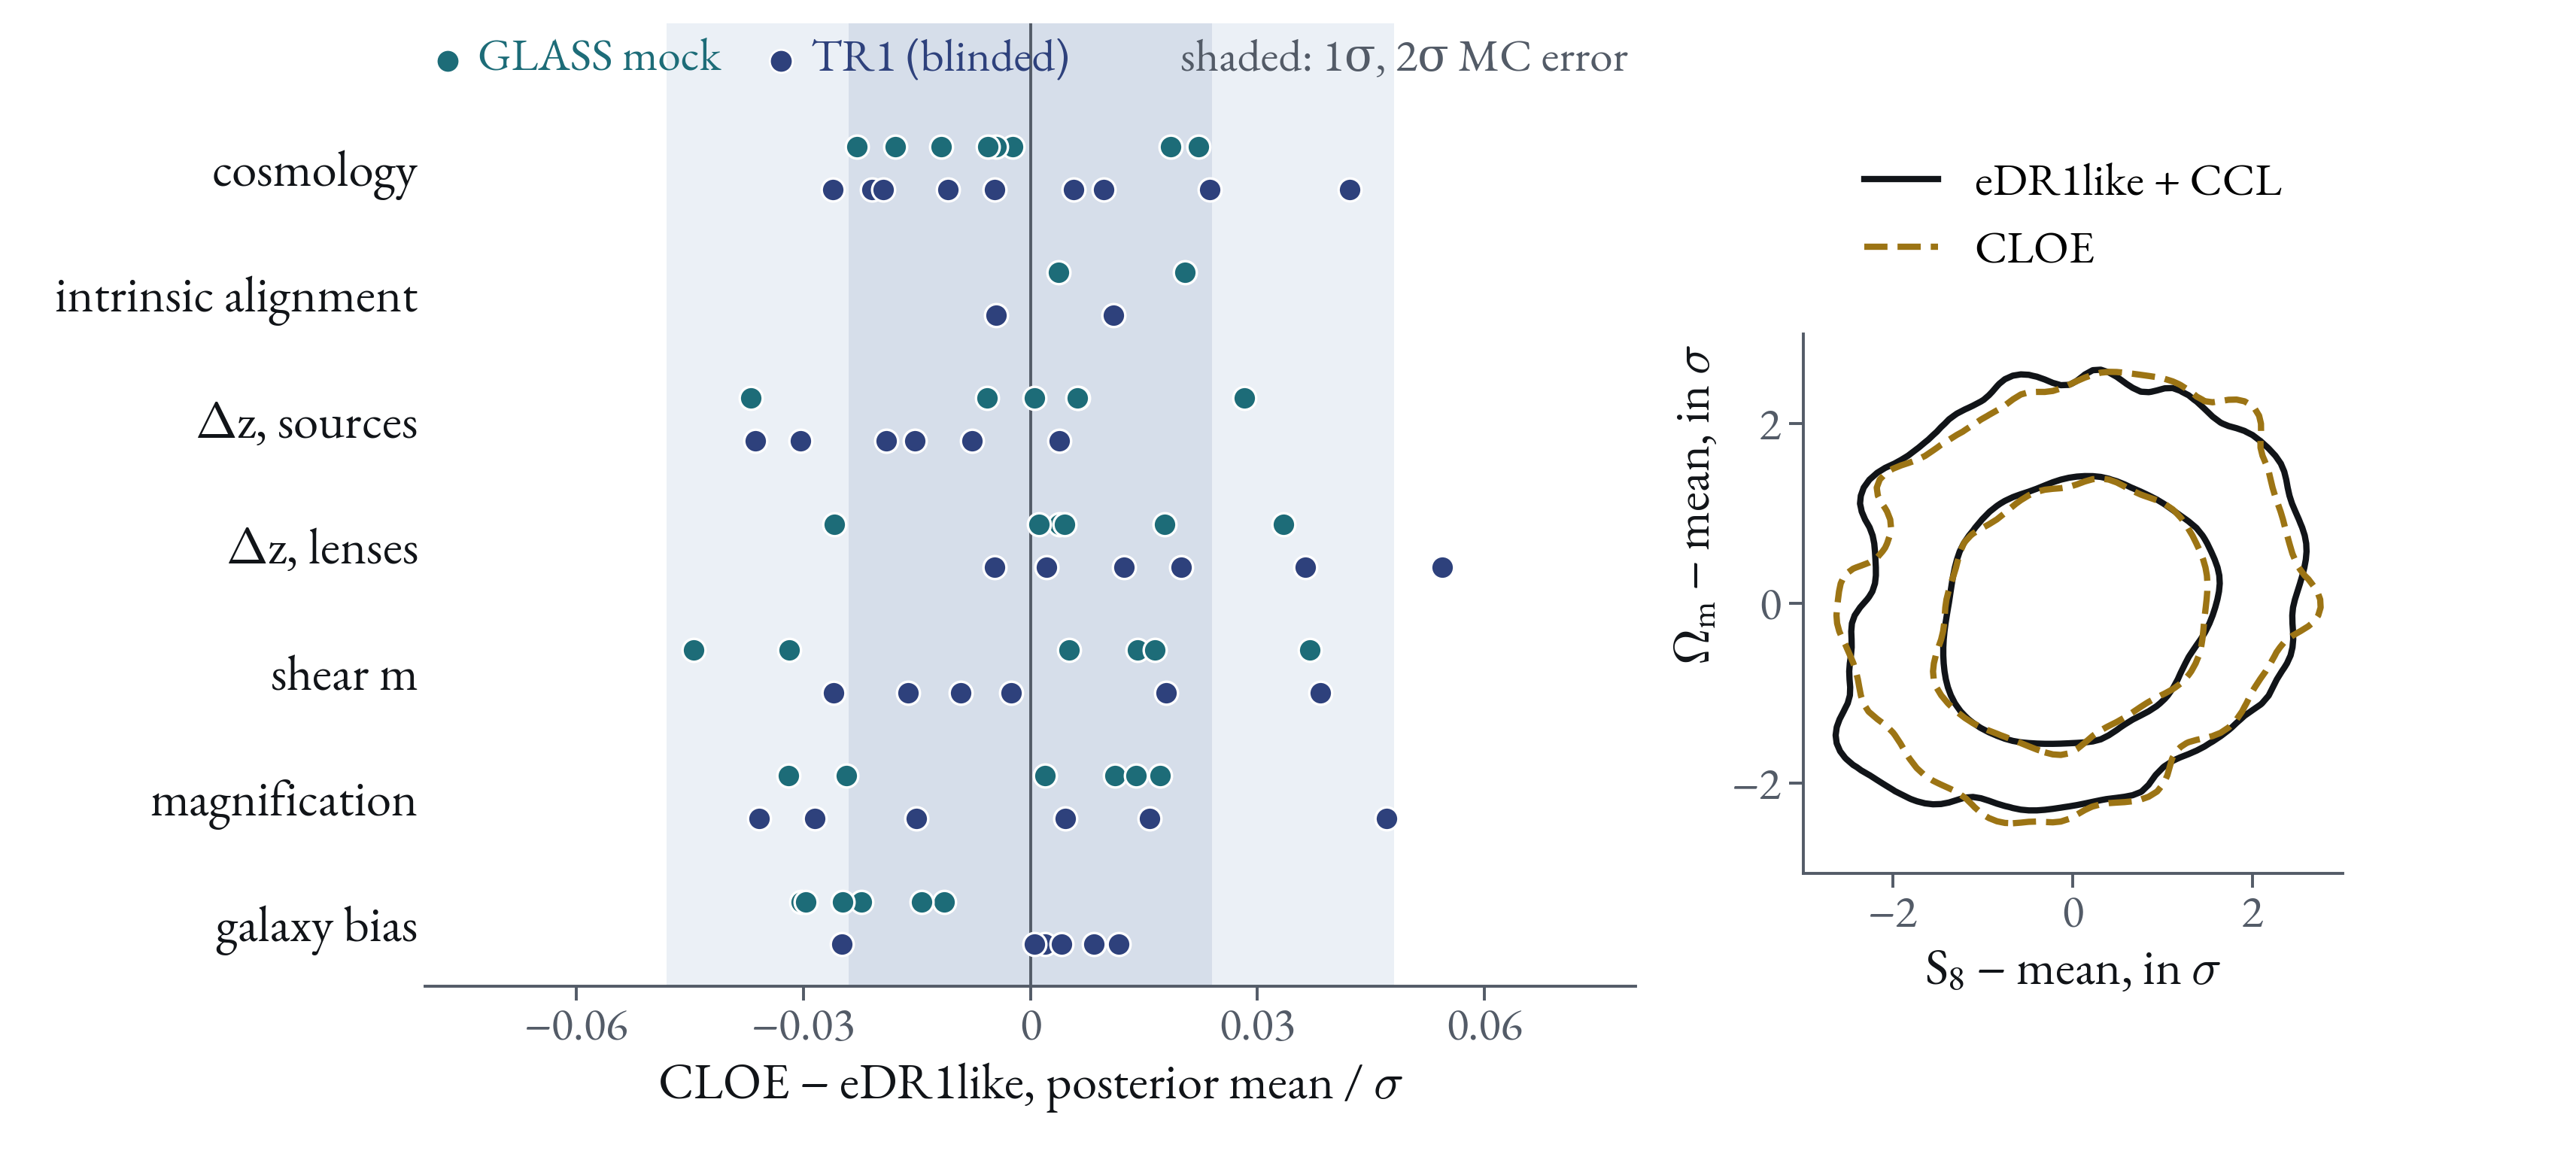 GLASS mock
TR1 (blinded)
shaded: 1σ, 2σ MC error
cosmology
intrinsic alignment
Δz, sources
Δz, lenses
shear m
magnification
galaxy bias
−0.06
−0.03
0
0.03
0.06
CLOE − eDR1like, posterior mean / σ
eDR1like + CCL
CLOE
Ωm − mean, in σ
2
0
−2
−2
0
2
S8 − mean, in σ